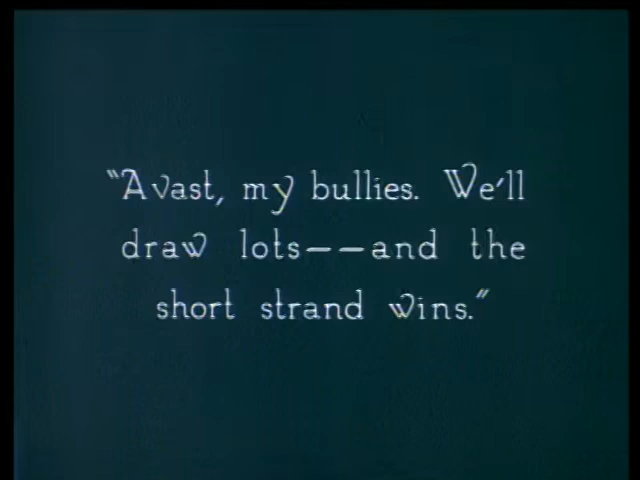 "Avast, my bullies. We'll
draw lots––and the
short strand wins."